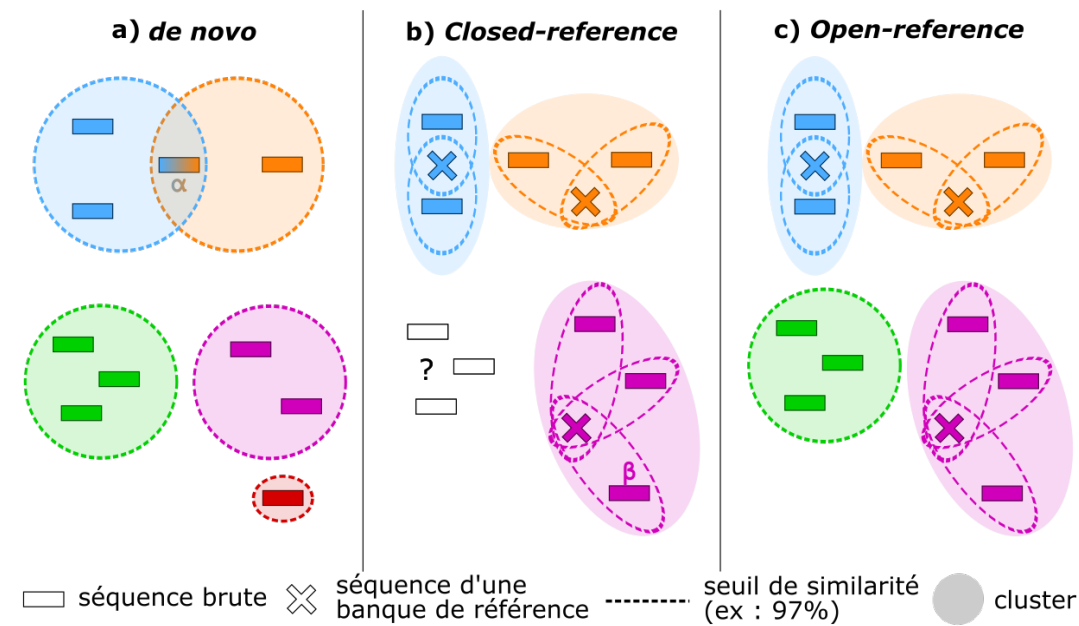 a) de novo
b) Closed-reference
c) Open-reference
α
?
β
séquence brute
séquence d'une
banque de référence
seuil de similarité
(ex : 97%)
cluster